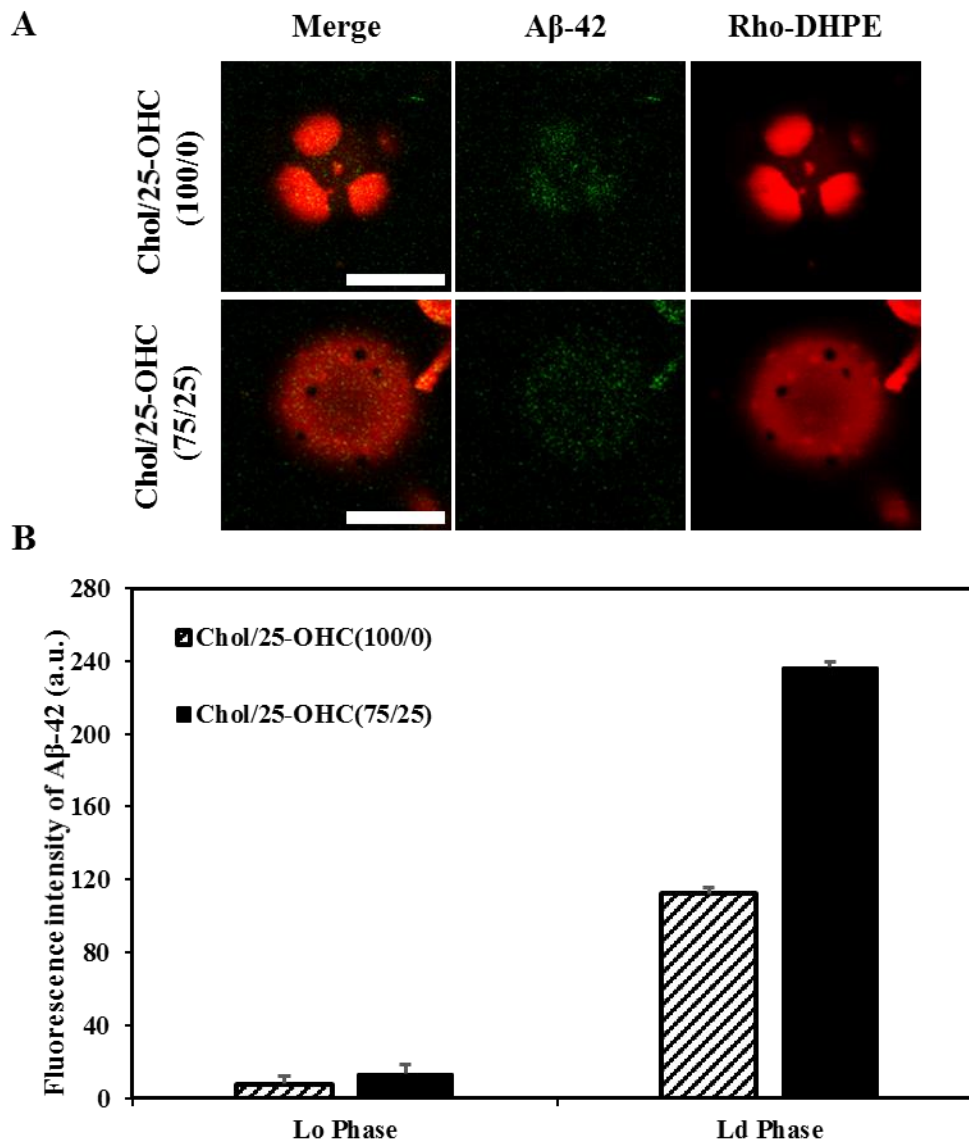 A
Merge
Aβ-42
Rho-DHPE
Chol/25-OHC
(100/0)
Chol/25-OHC
(75/25)
B
Fluorescence intensity of Aβ-42 (a.u.)
280
240
200
160
120
80
40
0
Chol/25-OHC(100/0)
Chol/25-OHC(75/25)
Lo Phase
Ld Phase